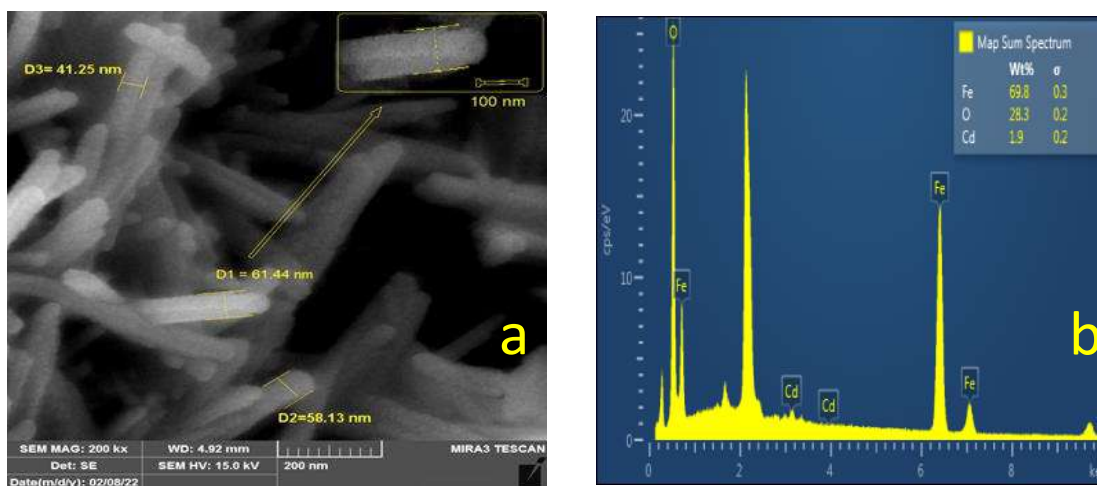 D3= 41.25 nm
100 nm
D1 = 61.44 nm
a
D2=58.13 nm
SEM MAG: 200 kx WD: 4.92 mm MIRA3 TESCAN
Det: SE SEM HV: 15.0 kV 200 nm
Date(m/d/y): 02/08/22
O
Map Sum Spectrum
Wt% σ
Fe 69.8 0.3
O 28.3 0.2
Cd 1.9 0.2
20
cps/eV
Fe
10
Fe
b
Cd
Cd
Fe
0
0 2 4 6 8